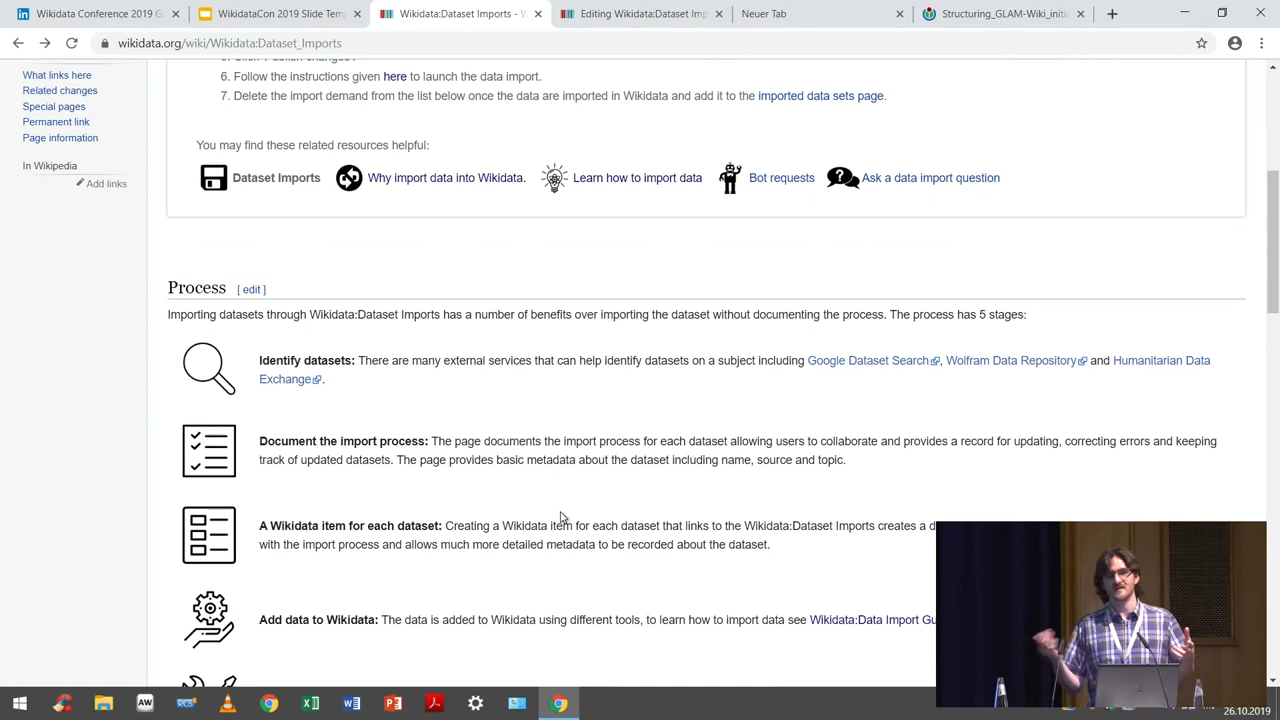 Wikidata Conference 2019 G
WikidataCon 2019 Slide Tem
Wikidata:Dataset Imports - W
Editing Wikidata:Dataset Im
Neuer Tab
Structuring_GLAM-Wiki_initi
wikidata.org/wiki/Wikidata:Dataset_Imports
What links here
Related changes
Special pages
Permanent link
Page information
In Wikipedia
Add links
6. Follow the instructions given here to launch the data import.
7. Delete the import demand from the list below once the data are imported in Wikidata and add it to the imported data sets page.
You may find these related resources helpful:
Dataset Imports
Why import data into Wikidata.
Learn how to import data
Bot requests
Ask a data import question
Process [ edit ]
Importing datasets through Wikidata:Dataset Imports has a number of benefits over importing the dataset without documenting the process. The process has 5 stages:
Identify datasets: There are many external services that can help identify datasets on a subject including Google Dataset Search, Wolfram Data Repository and Humanitarian Data
Exchange.
Document the import process: The page documents the import process for each dataset allowing users to collaborate and provides a record for updating, correcting errors and keeping
track of updated datasets. The page provides basic metadata about the dataset including name, source and topic.
A Wikidata item for each dataset: Creating a Wikidata item for each dataset that links to the Wikidata:Dataset Imports creates a d
with the import process and allows much more detailed metadata to be recorded about the dataset.
Add data to Wikidata: The data is added to Wikidata using different tools, to learn how to import data see Wikidata:Data Import Gu
AW
RCS
26.10.2019